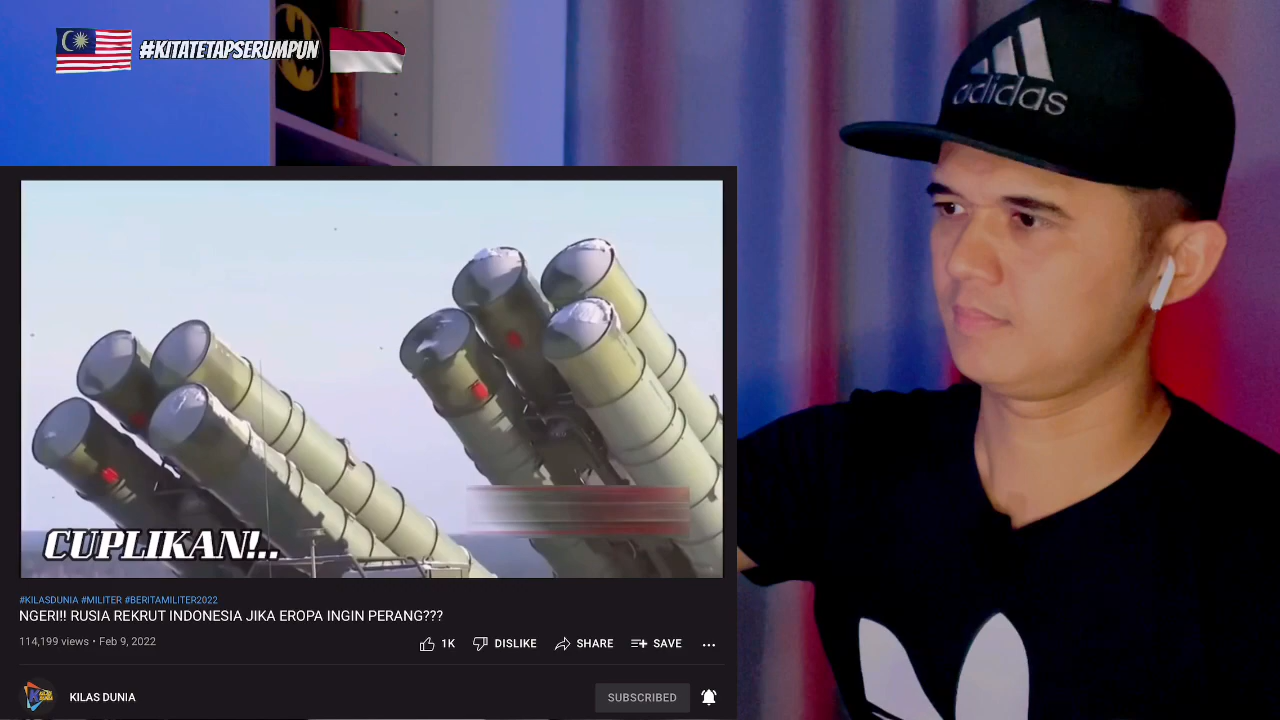 #KITATETAPSERUMPUN
adidas
CUPLIKAN!..
#KILASDUNIA #MILITER #BERITAMILITER2022
NGERI!! RUSIA REKRUT INDONESIA JIKA EROPA INGIN PERANG???
114,199 views • Feb 9, 2022
1K DISLIKE SHARE SAVE
KILAS DUNIA
SUBSCRIBED